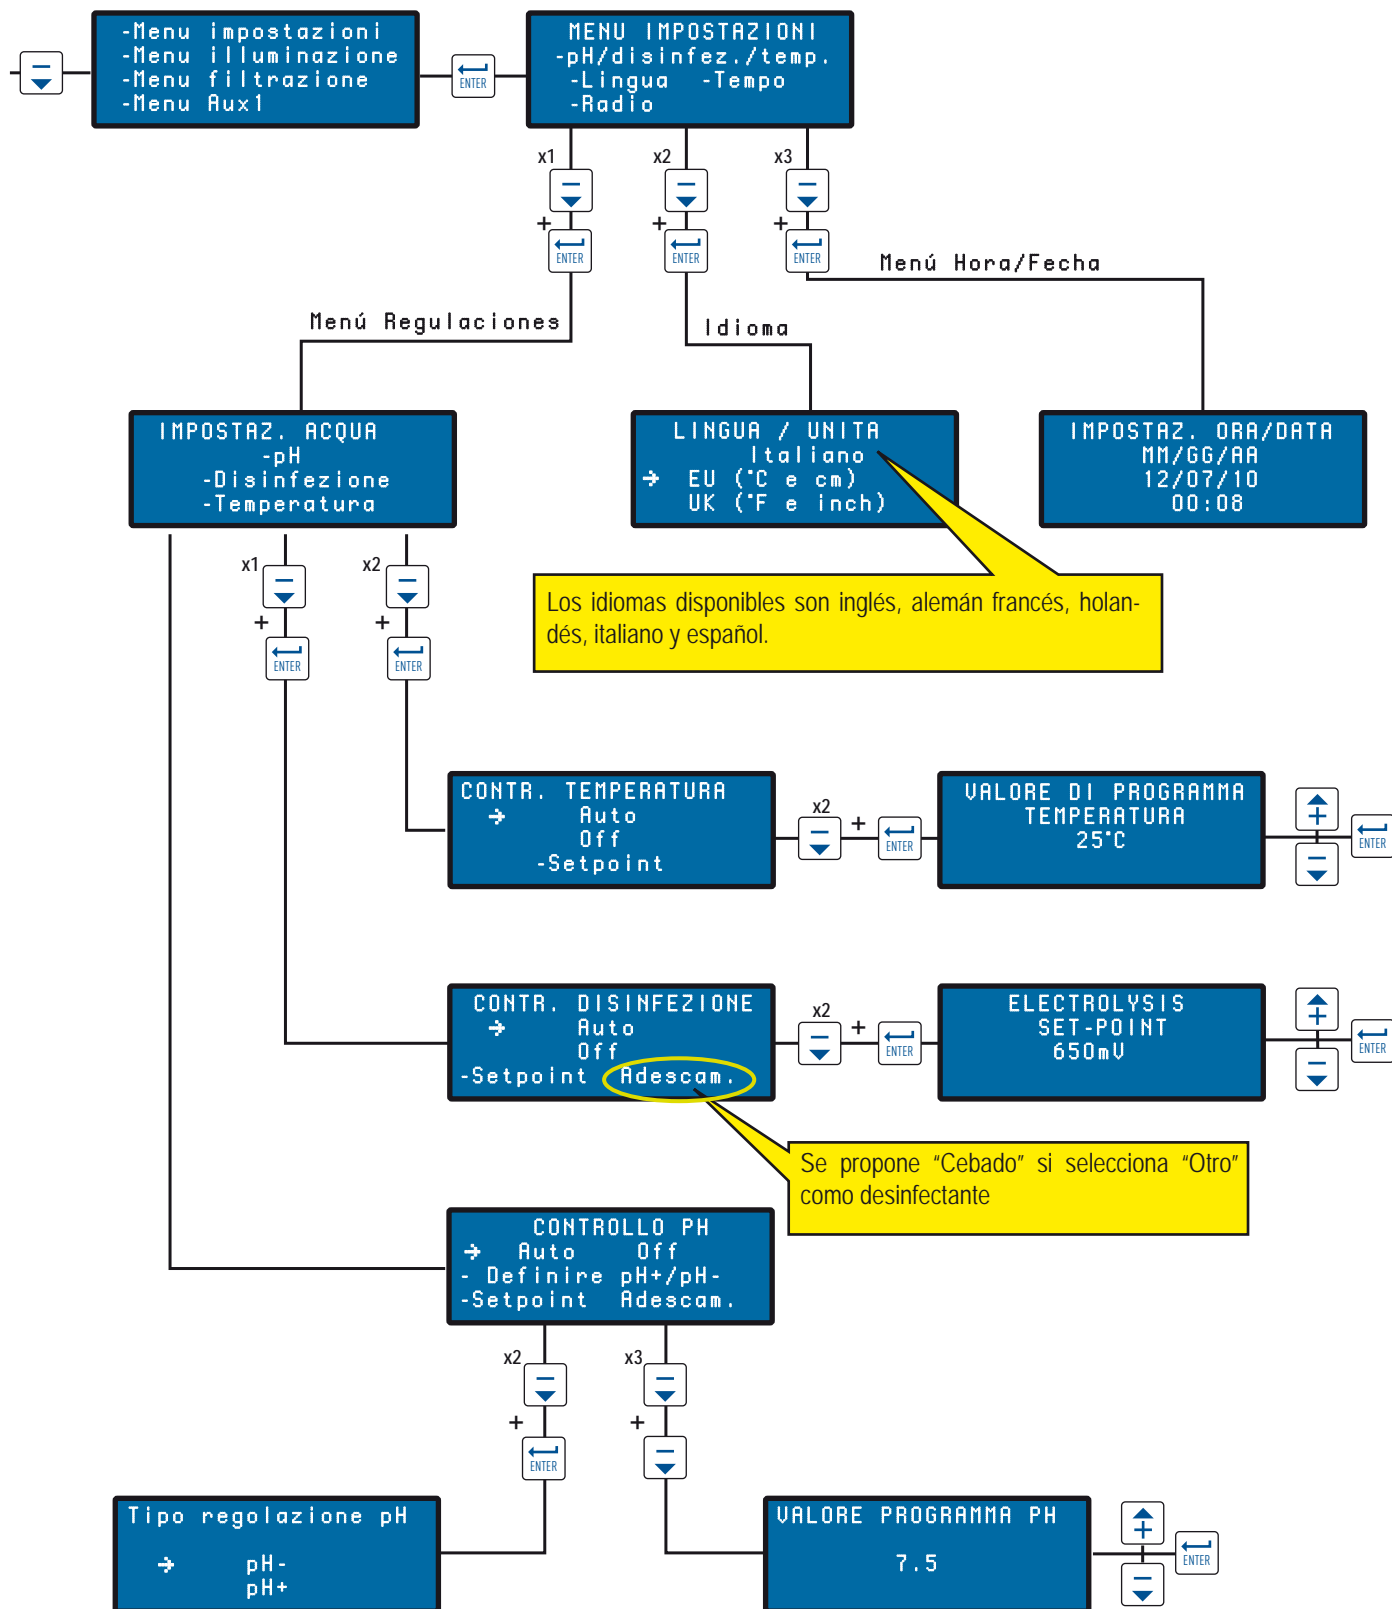 -Menu impostazioni
-Menu illuminazione
-Menu filtrazione
-Menu Aux1
ENTER
MENU IMPOSTAZIONI
-pH/disinfez./temp.
-Lingua -Tempo
-Radio
x1
x2
x3
+
+
+
ENTER
ENTER
ENTER
Menú Hora/Fecha
Menú Regulaciones
Idioma
IMPOSTAZ. ACQUA
-pH
-Disinfezione
-Temperatura
LINGUA / UNITA
Italiano
→ EU (°C e cm)
UK (°F e inch)
IMPOSTAZ. ORA/DATA
MM/GG/AA
12/07/10
00:08
x1
x2
+
+
ENTER
ENTER
Los idiomas disponibles son inglés, alemán francés, holan-
dés, italiano y español.
CONTR. TEMPERATURA
→ Auto
Off
-Setpoint
x2
+
ENTER
VALORE DI PROGRAMMA
TEMPERATURA
25°C
ENTER
CONTR. DISINFEZIONE
→ Auto
Off
-Setpoint Adescam.
x2
+
ENTER
ELECTROLYSIS
SET-POINT
650mV
ENTER
Se propone “Cebado” si selecciona “Otro”
como desinfectante
CONTROLLO PH
→ Auto Off
- Definire pH+/pH-
-Setpoint Adescam.
x2
x3
+
+
ENTER
Tipo regolazione pH
→ pH-
pH+
VALORE PROGRAMMA PH
7.5
ENTER